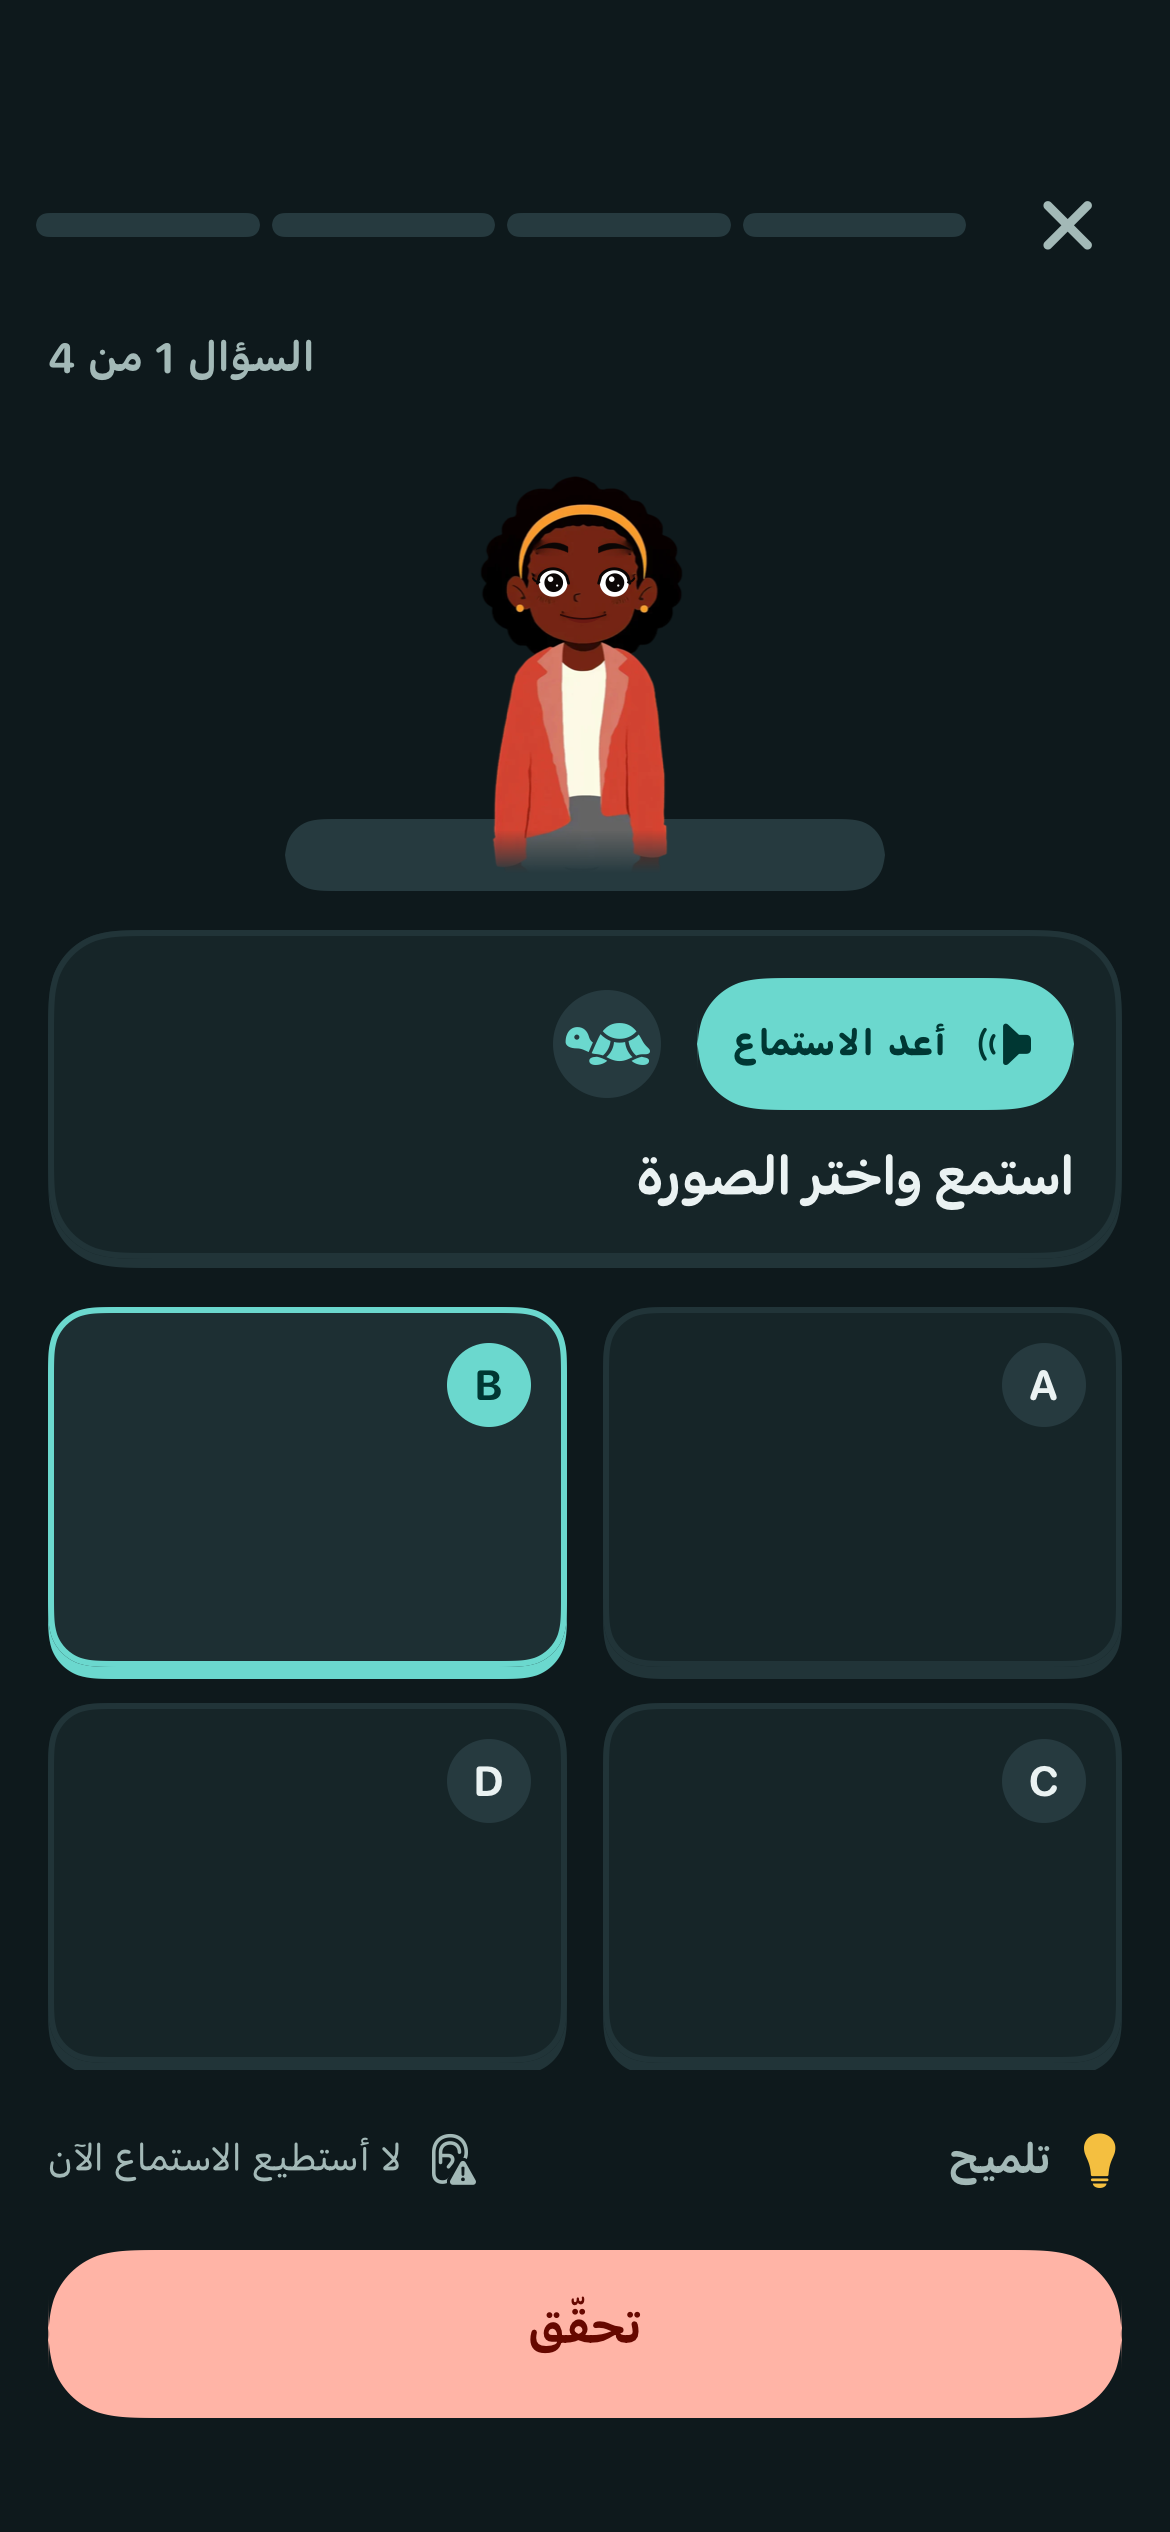 السؤال 1 من 4
أعد الاستماع
استمع واختر الصورة
A
B
C
D
تلميح
لا أستطيع الاستماع الآن
تحقّق